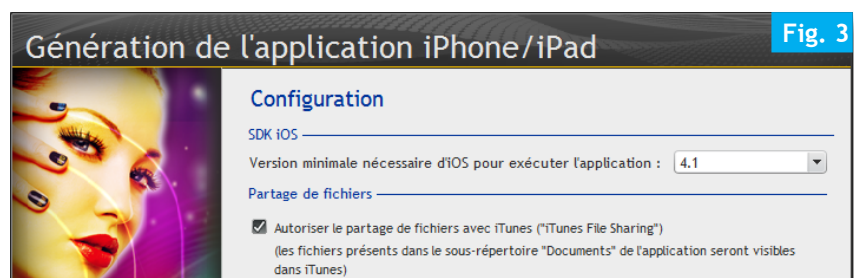 Génération de l'application iPhone/iPad
Fig. 3
Configuration
SDK iOS
Version minimale nécessaire d'iOS pour exécuter l'application : 4.1
Partage de fichiers
Autoriser le partage de fichiers avec iTunes ("iTunes File Sharing")
(les fichiers présents dans le sous-répertoire "Documents" de l'application seront visibles
dans iTunes)